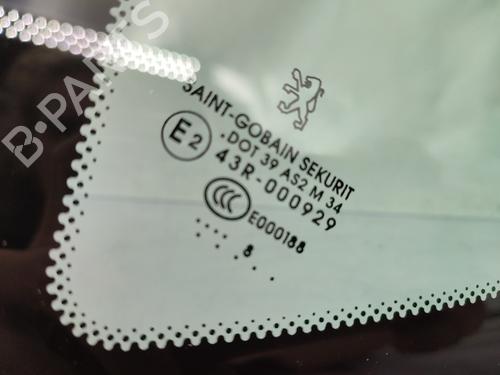 SAINT-GOBAIN SEKURIT
.DOT 39 AS2 M 34
E2 43R-000929
CCC E000188
8
B-PARTS